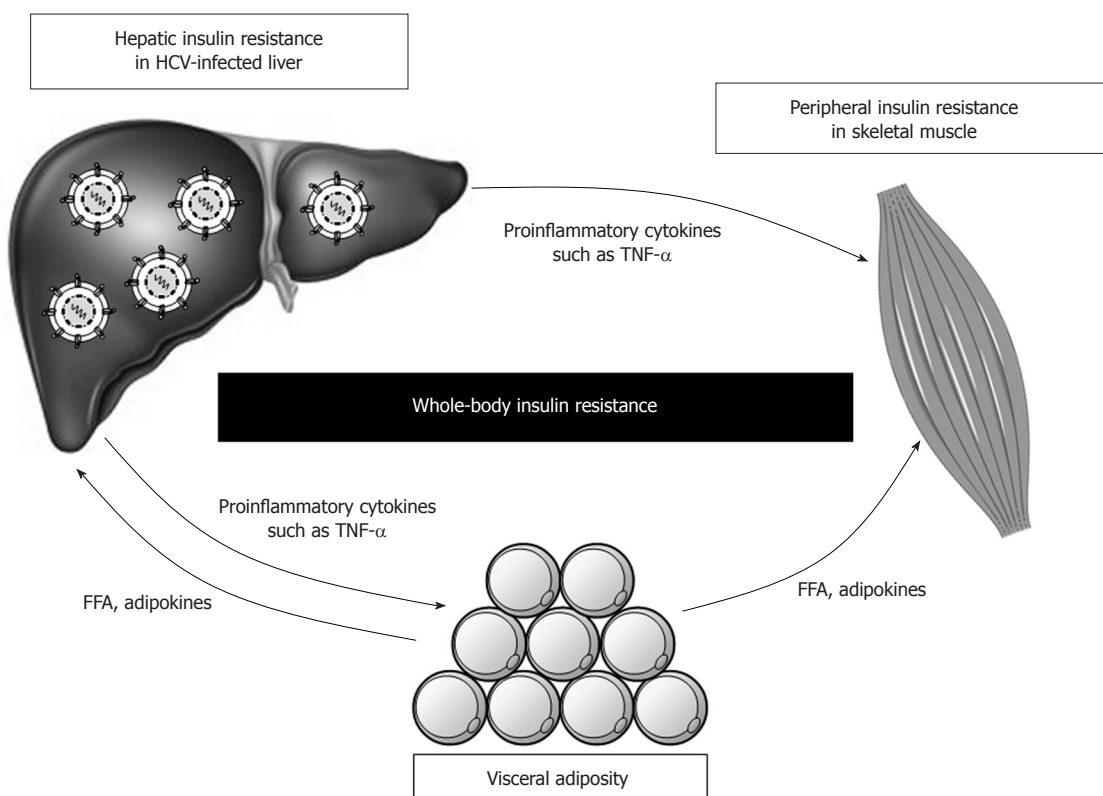 Hepatic insulin resistance
in HCV-infected liver
Peripheral insulin resistance
in skeletal muscle
Proinflammatory cytokines
such as TNF-α
Whole-body insulin resistance
Proinflammatory cytokines
such as TNF-α
FFA, adipokines
FFA, adipokines
Visceral adiposity